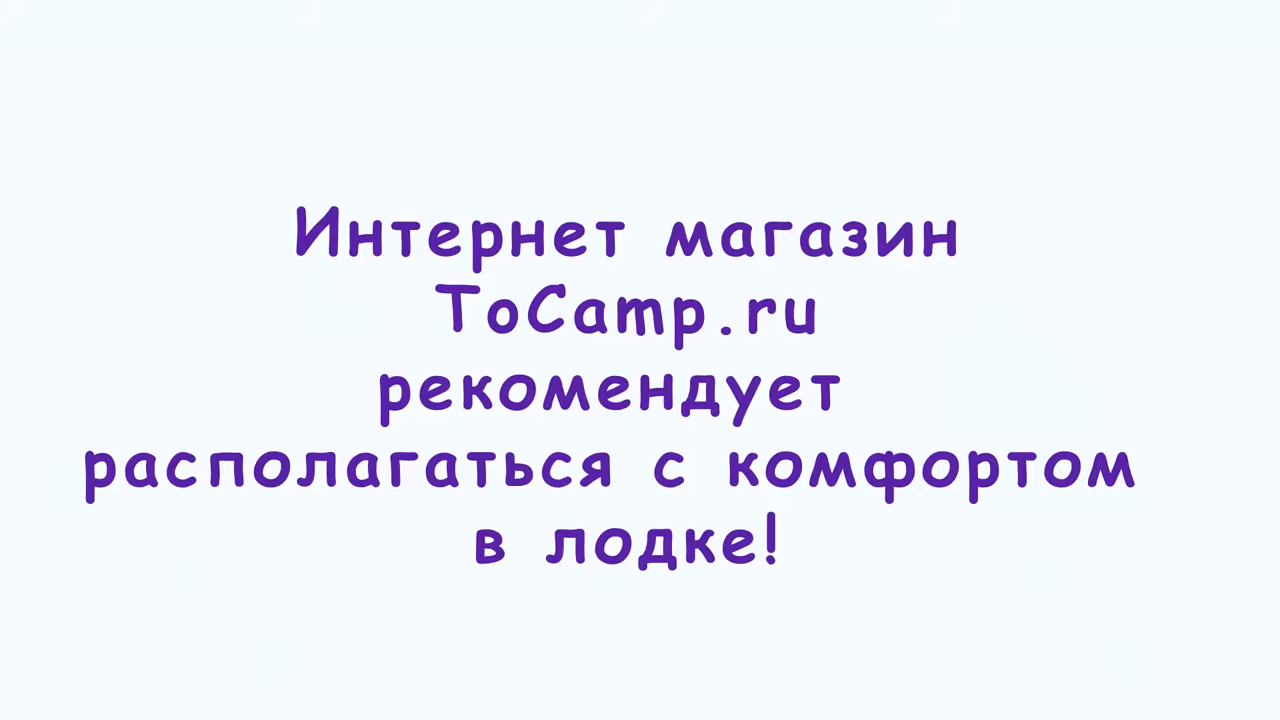 Интернет магазин
ToCamp.ru
рекомендует
располагаться с комфортом
в лодке!